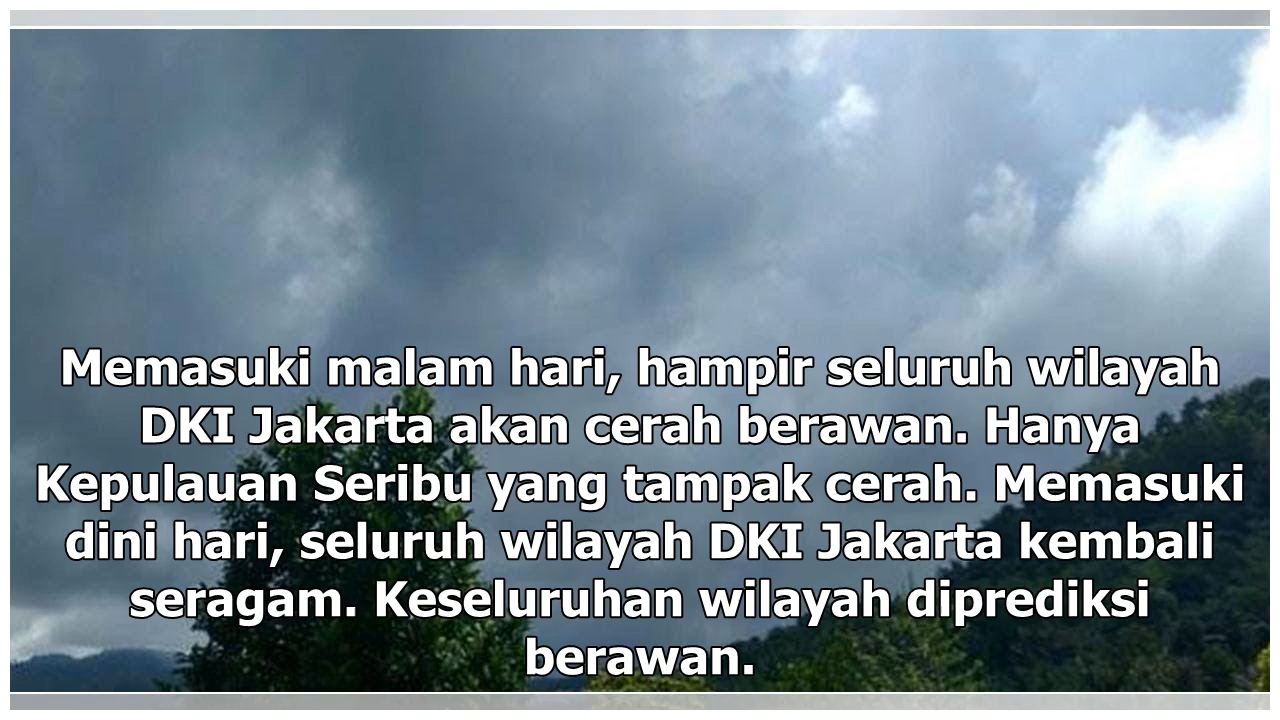 Memasuki malam hari, hampir seluruh wilayah
DKI Jakarta akan cerah berawan. Hanya
Kepulauan Seribu yang tampak cerah. Memasuki
dini hari, seluruh wilayah DKI Jakarta kembali
seragam. Keseluruhan wilayah diprediksi
berawan.